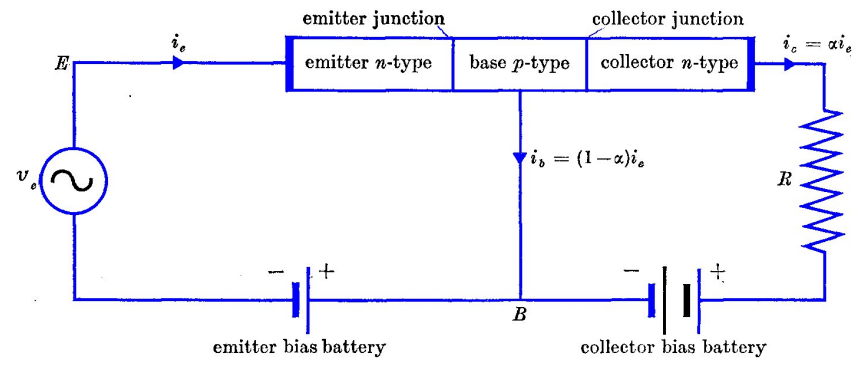 emitter junction
collector junction
i_e
i_c = αi_e
E
emitter n-type
base p-type
collector n-type
v_e
i_b = (1−α)i_e
R
− +
− +
B
emitter bias battery
collector bias battery